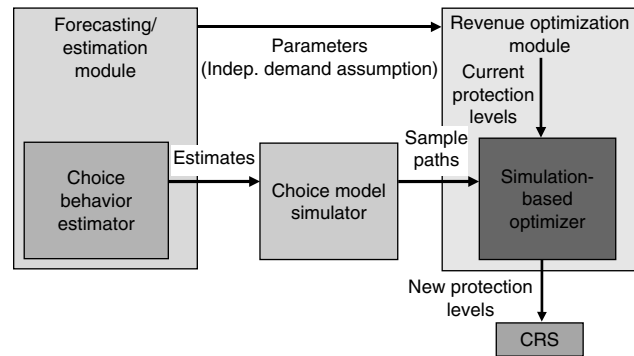 Forecasting/
estimation
module
Parameters
(Indep. demand assumption)
Revenue optimization
module
Current
protection
levels
Choice
behavior
estimator
Estimates
Choice model
simulator
Sample
paths
Simulation-
based
optimizer
New protection
levels
CRS